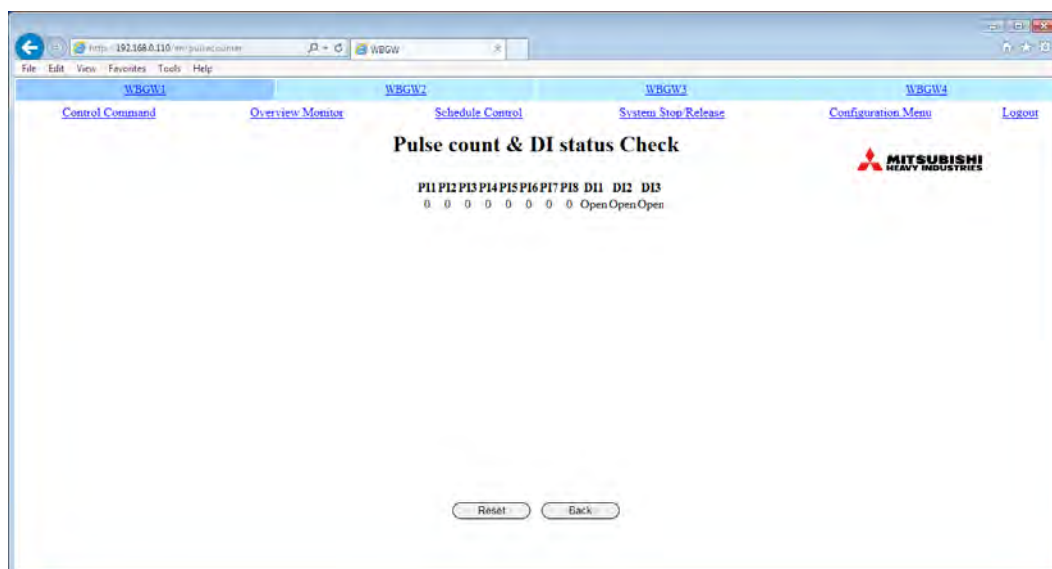 192.168.0.110
WBGW
File Edit View Favorites Tools Help
WBGW1 WBGW2 WBGW3 WBGW4
Control Command Overview Monitor Schedule Control System Stop/Release Configuration Menu Logout
Pulse count & DI status Check
MITSUBISHI
HEAVY INDUSTRIES
PI1 PI2 PI3 PI4 PI5 PI6 PI7 PI8 DI1 DI2 DI3
0 0 0 0 0 0 0 0 Open Open Open
Reset Back